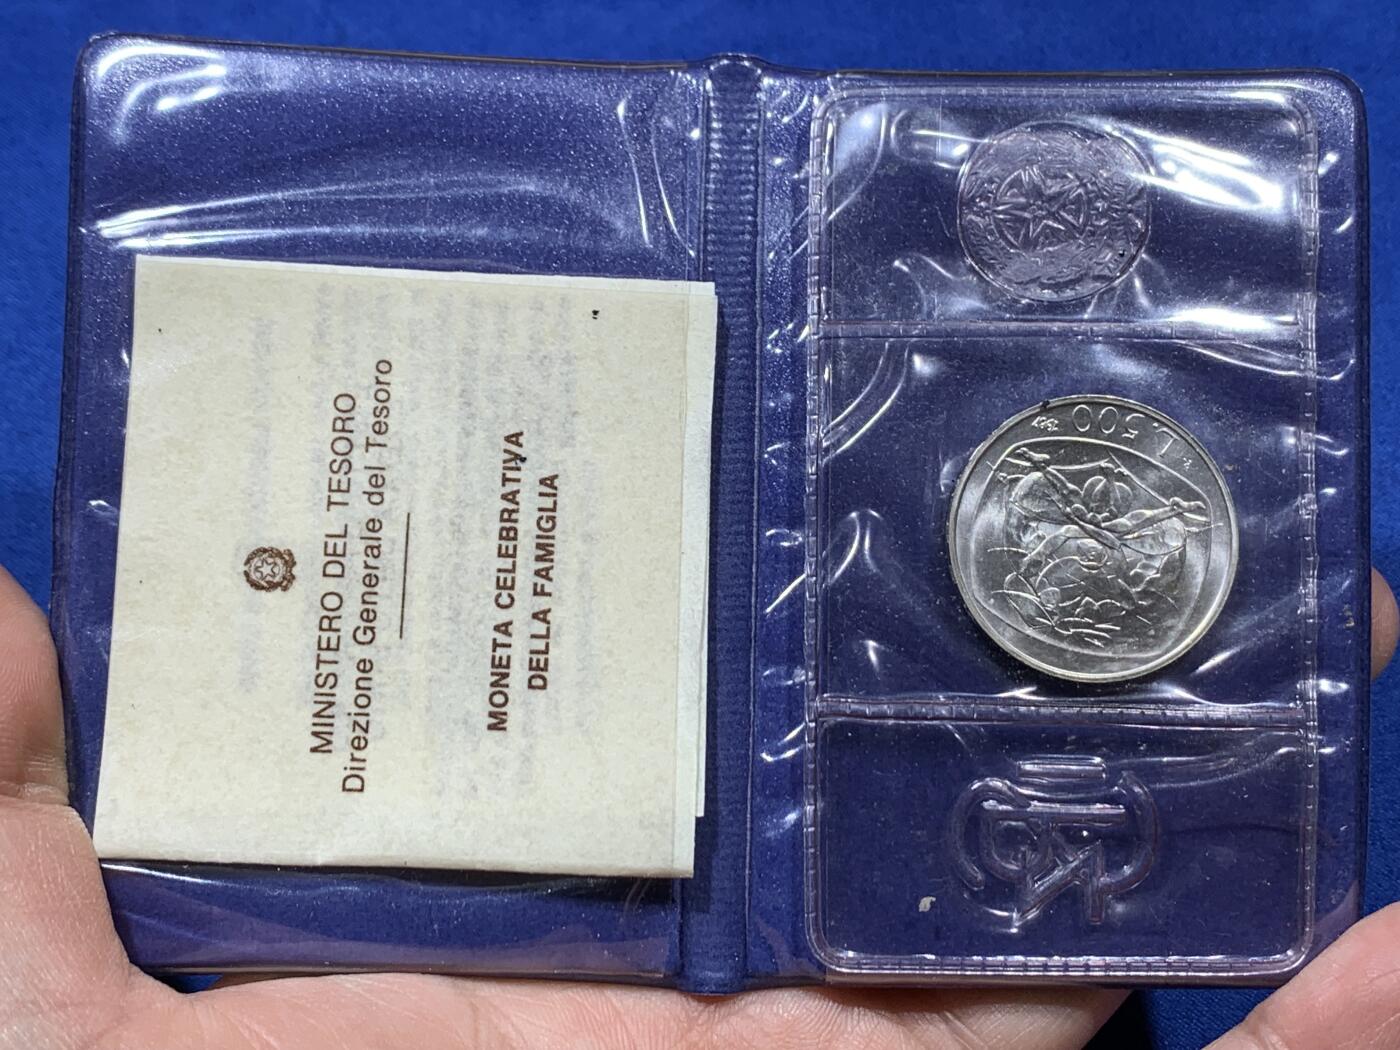 MINISTERO DEL TESORO
Direzione Generale del Tesoro
MONETA CELEBRATIVA
DELLA FAMIGLIA
L. 500